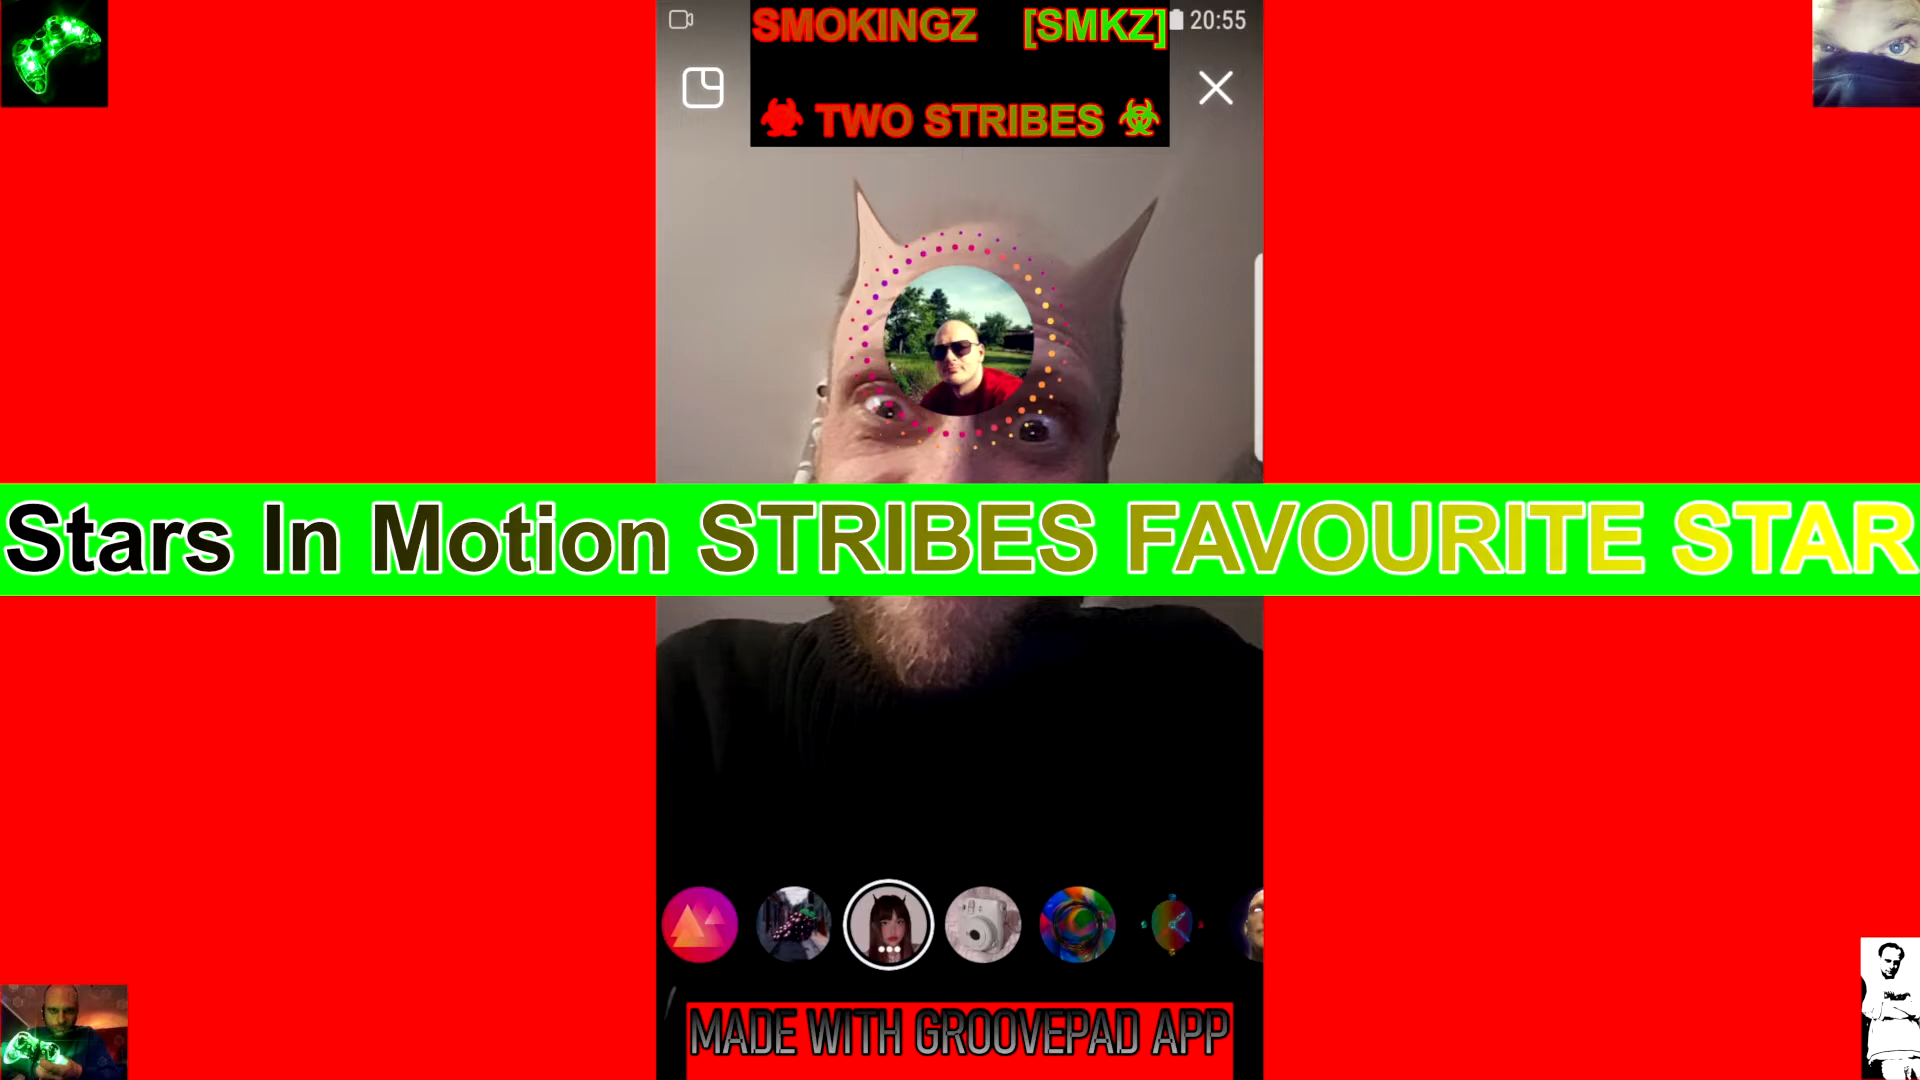 SMOKINGZ [SMKZ]
20:55
☣ TWO STRIBES ☣
Stars In Motion STRIBES FAVOURITE STAR
MADE WITH GROOVEPAD APP